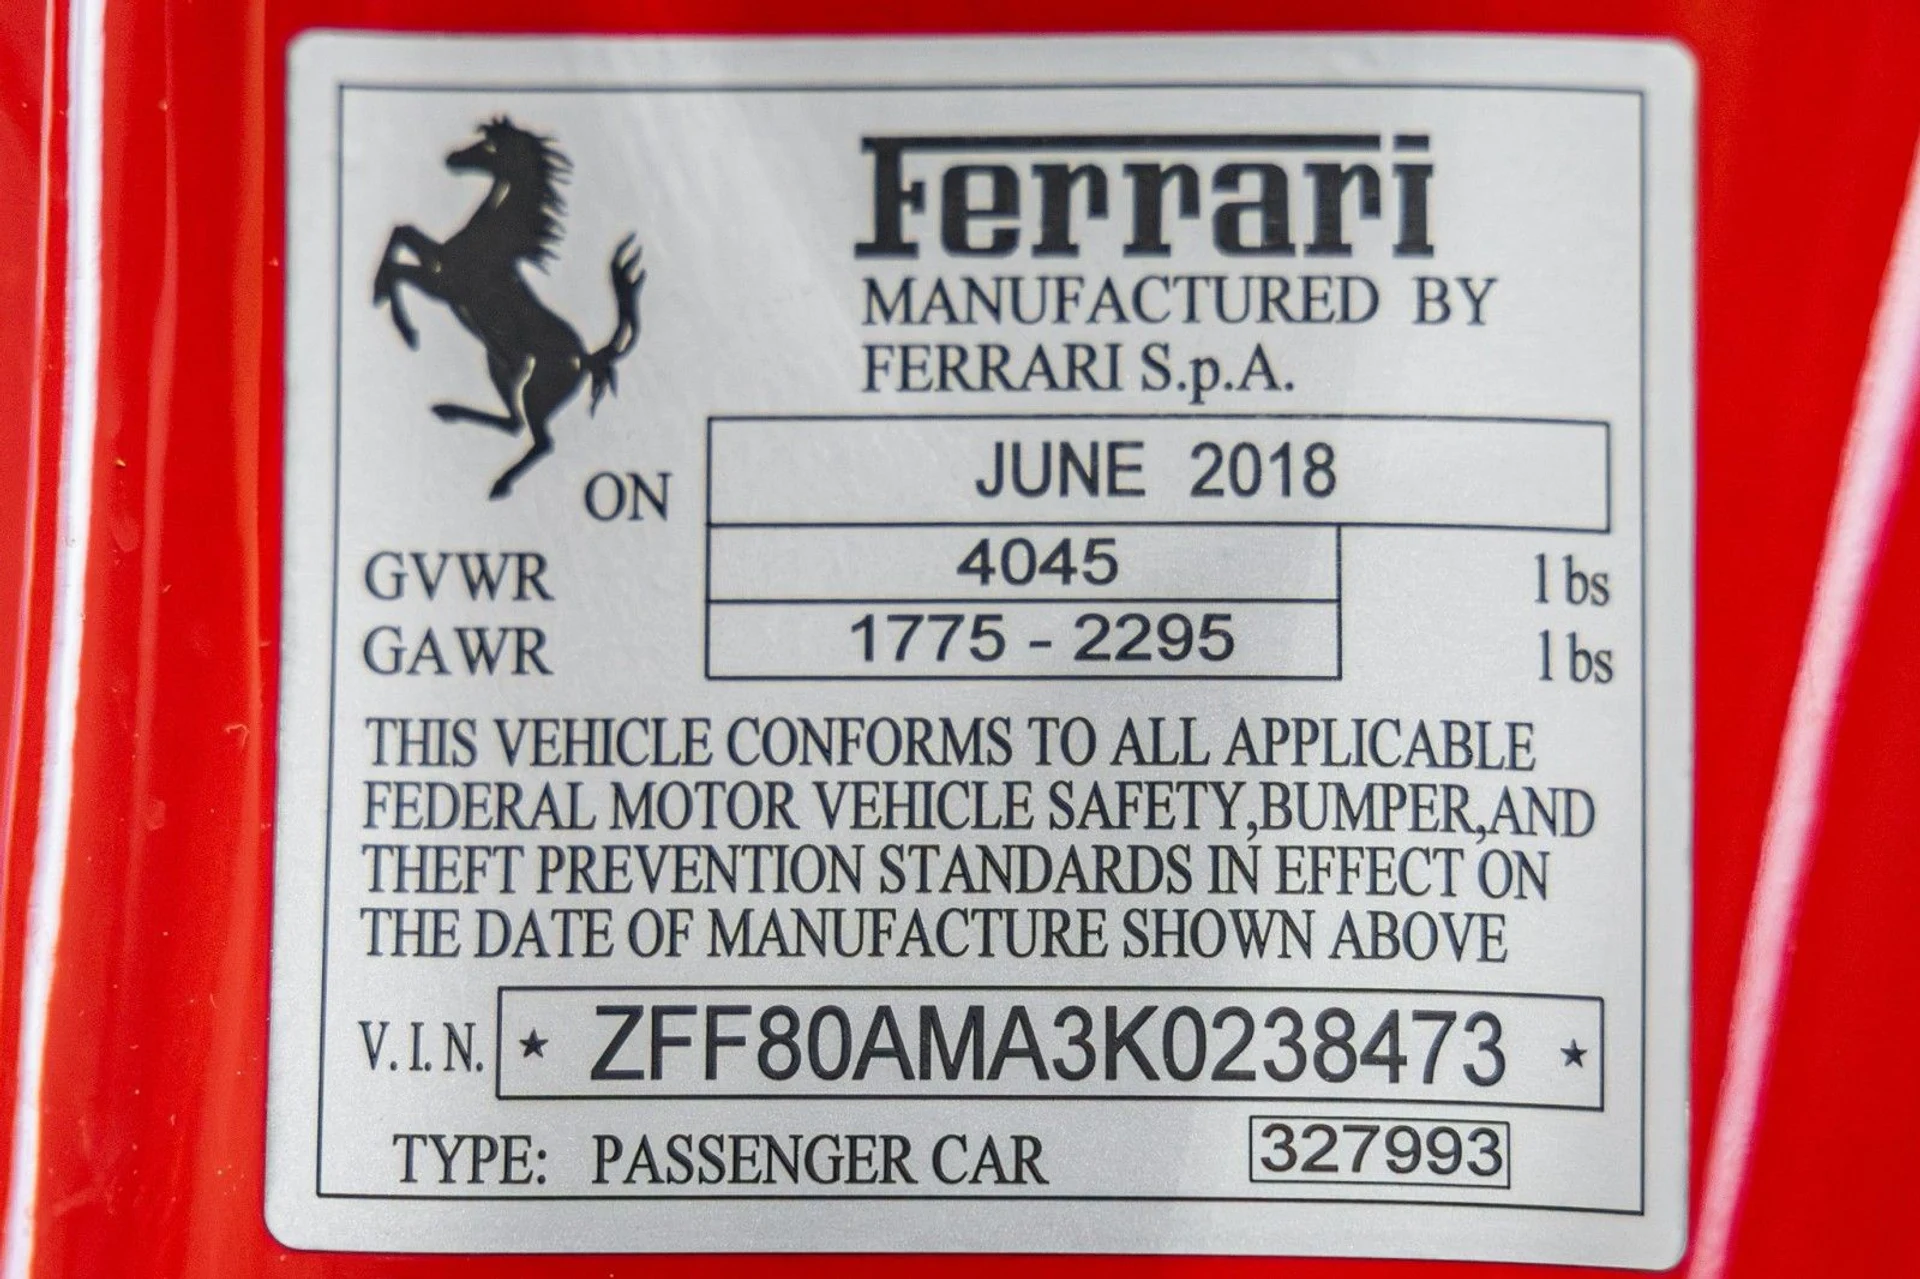 Ferrari
MANUFACTURED BY
FERRARI S.p.A.
ON JUNE 2018
GVWR 4045 lbs
GAWR 1775 - 2295 lbs
THIS VEHICLE CONFORMS TO ALL APPLICABLE
FEDERAL MOTOR VEHICLE SAFETY,BUMPER,AND
THEFT PREVENTION STANDARDS IN EFFECT ON
THE DATE OF MANUFACTURE SHOWN ABOVE
V.I.N. ★ ZFF80AMA3K0238473 ★
TYPE: PASSENGER CAR 327993